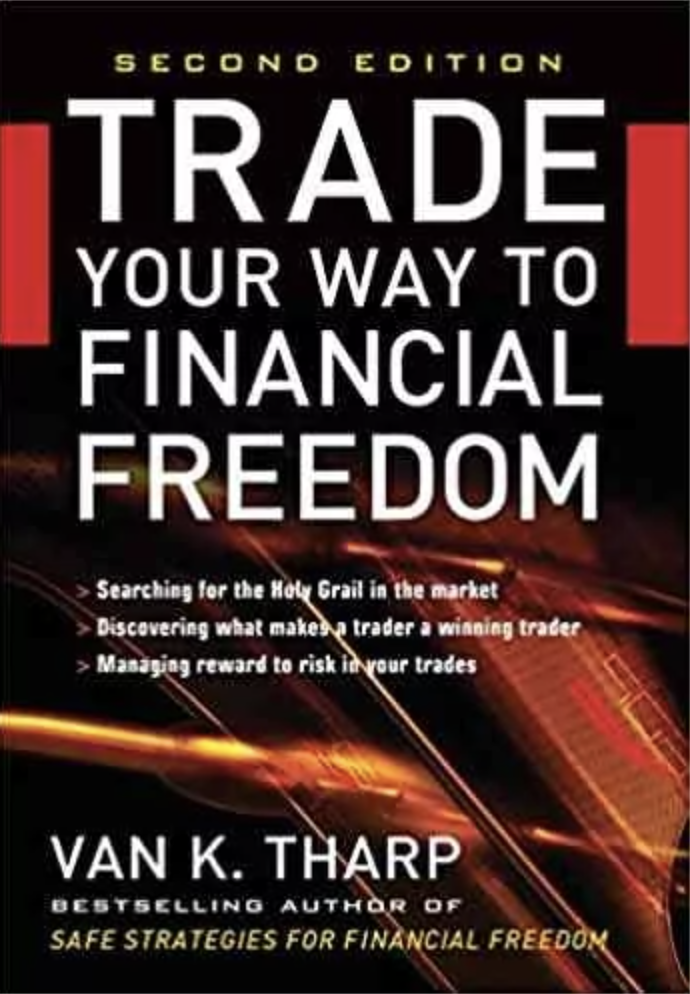 SECOND EDITION
TRADE
YOUR WAY TO
FINANCIAL
FREEDOM
> Searching for the Holy Grail in the market
> Discovering what makes a trader a winning trader
> Managing reward to risk in your trades
VAN K. THARP
BESTSELLING AUTHOR OF
SAFE STRATEGIES FOR FINANCIAL FREEDOM